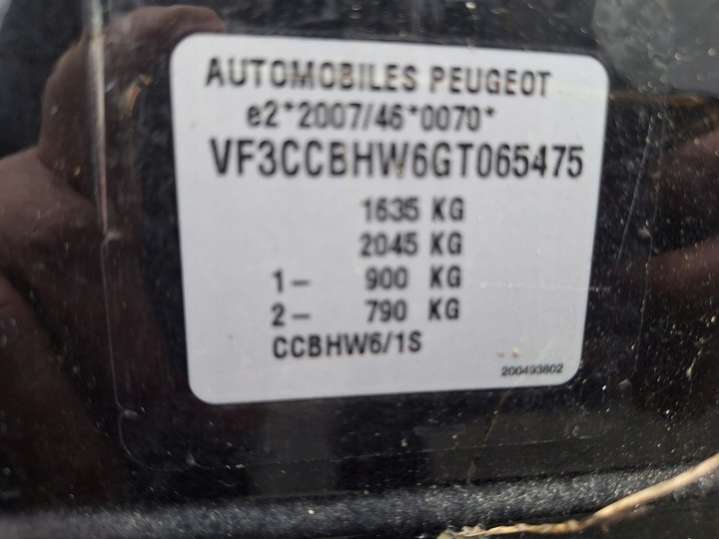 AUTOMOBILES PEUGEOT
e2*2007/46*0070*
VF3CCBHW6GT065475
1635 KG
2045 KG
1- 900 KG
2- 790 KG
CCBHW6/1S
200493802